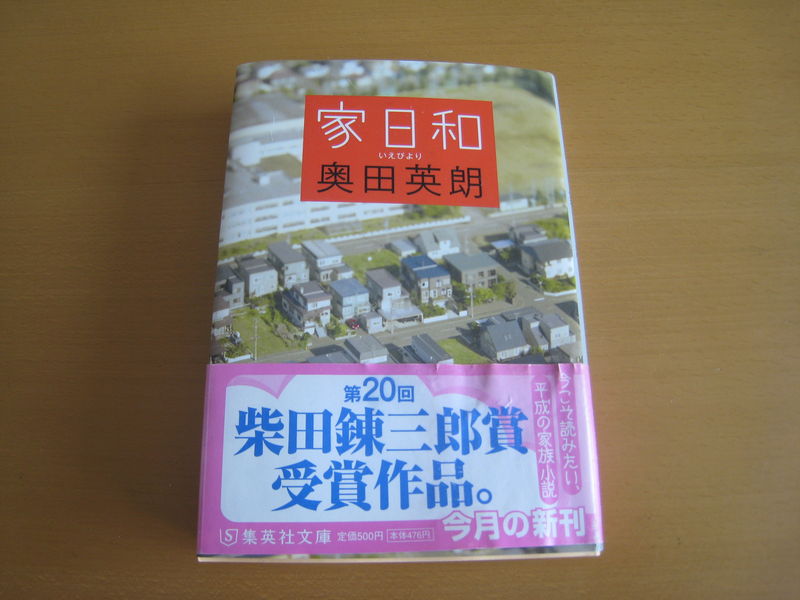 家日和
いえびより
奥田英朗
第20回
柴田錬三郎賞
受賞作品。
今こそ読みたい、
平成の家族小説
今月の新刊
S 集英社文庫 定価500円 本体476円